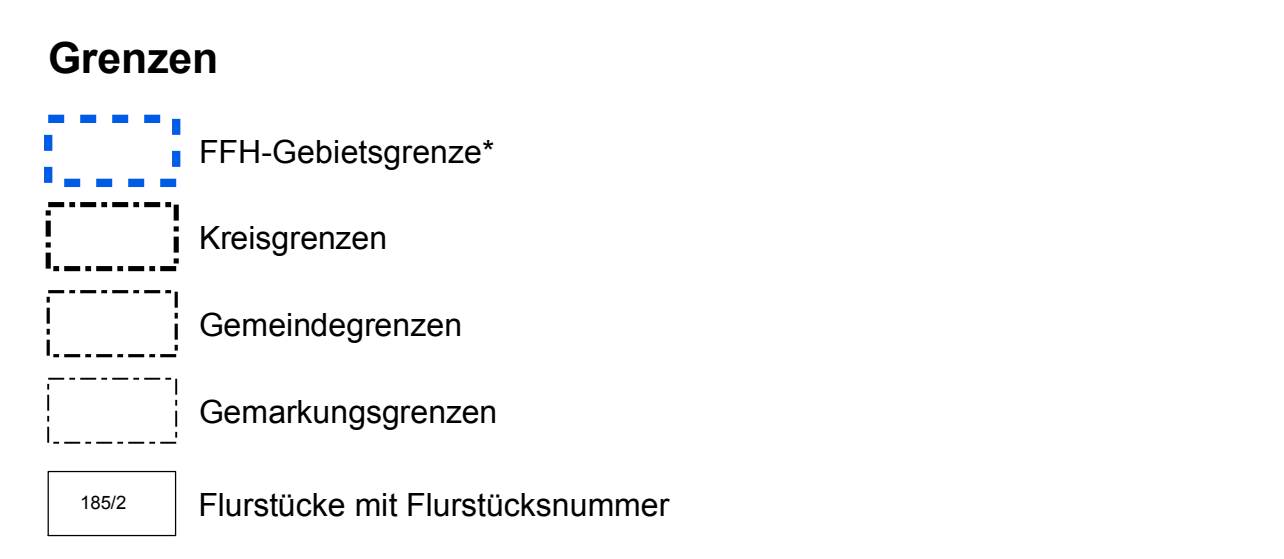 Grenzen
FFH-Gebietsgrenze*
Kreisgrenzen
Gemeindegrenzen
Gemarkungsgrenzen
185/2 Flurstücke mit Flurstücksnummer